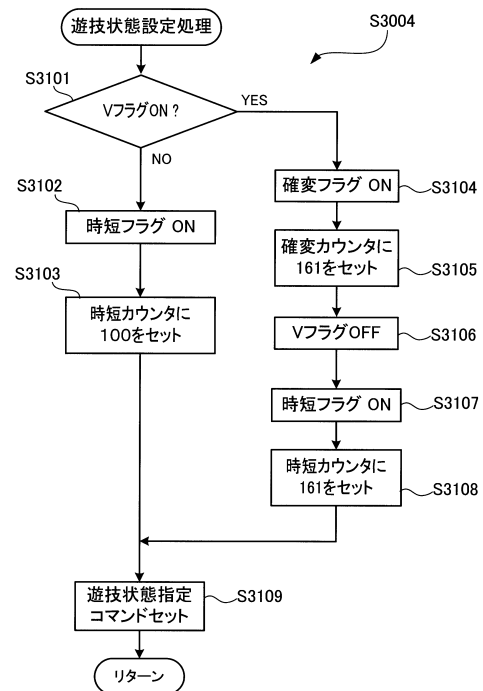 遊技状態設定処理
S3004
S3101
VフラグON ?
YES
NO
S3102
時短フラグ ON
S3103
時短カウンタに
100をセット
確変フラグ ON
S3104
確変カウンタに
161をセット
S3105
VフラグOFF
S3106
時短フラグ ON
S3107
時短カウンタに
161をセット
S3108
遊技状態指定
コマンドセット
S3109
リターン